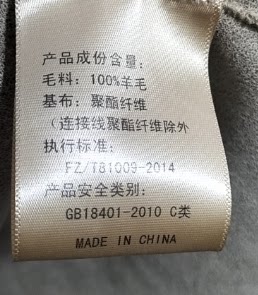 产品成份含量:
毛料: 100%羊毛
基布: 聚酯纤维
(连接线聚酯纤维除外
执行标准:
FZ/T81009-2014
产品安全类别:
GB18401-2010 C类
MADE IN CHINA